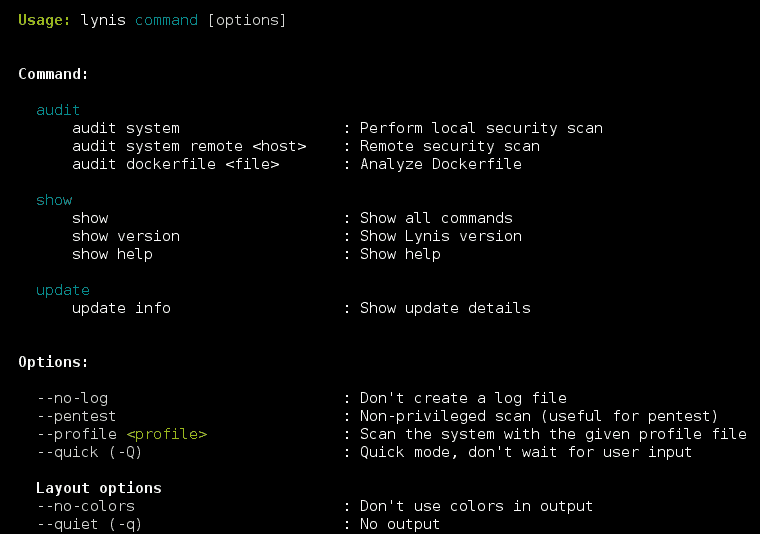 Usage: lynis command [options]
Command:
audit
audit system : Perform local security scan
audit system remote <host> : Remote security scan
audit dockerfile <file> : Analyze Dockerfile
show
show : Show all commands
show version : Show Lynis version
show help : Show help
update
update info : Show update details
Options:
--no-log : Don't create a log file
--pentest : Non-privileged scan (useful for pentest)
--profile <profile> : Scan the system with the given profile file
--quick (-Q) : Quick mode, don't wait for user input
Layout options
--no-colors : Don't use colors in output
--quiet (-q) : No output